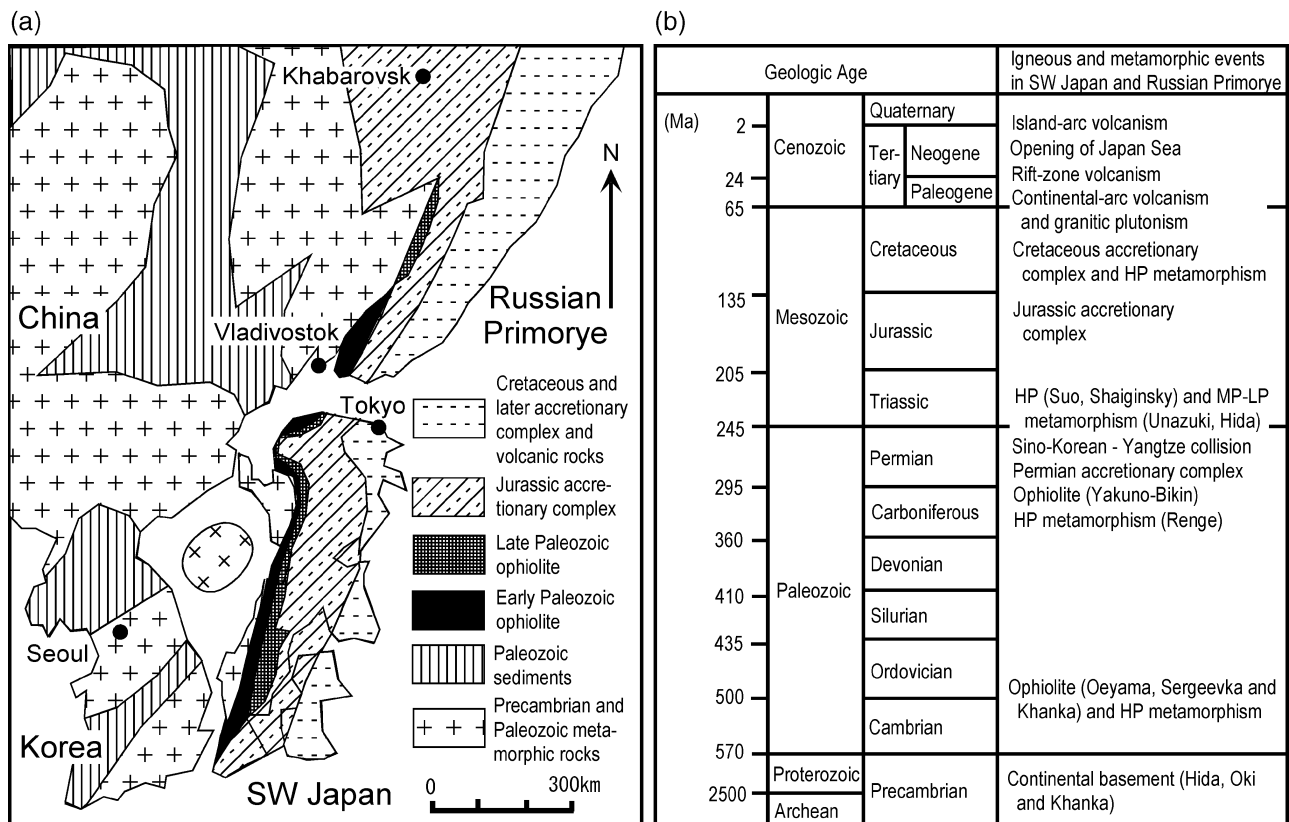 (a)
Khabarovsk
N
China
Russian
Primorye
Vladivostok
Tokyo
Cretaceous and
later accretionary
complex and
volcanic rocks
Jurassic accre-
tionary complex
Late Paleozoic
ophiolite
Early Paleozoic
ophiolite
Paleozoic
sediments
Precambrian and
Paleozoic meta-
morphic rocks
Seoul
Korea
SW Japan
0 300km
(b)
Geologic Age
Igneous and metamorphic events
in SW Japan and Russian Primorye
(Ma)
2
24
65
135
205
245
295
360
410
435
500
570
2500
Cenozoic
Mesozoic
Paleozoic
Proterozoic
Archean
Quaternary
Ter-
tiary
Neogene
Paleogene
Cretaceous
Jurassic
Triassic
Permian
Carboniferous
Devonian
Silurian
Ordovician
Cambrian
Precambrian
Island-arc volcanism
Opening of Japan Sea
Rift-zone volcanism
Continental-arc volcanism
and granitic plutonism
Cretaceous accretionary
complex and HP metamorphism
Jurassic accretionary
complex
HP (Suo, Shaiginsky) and MP-LP
metamorphism (Unazuki, Hida)
Sino-Korean - Yangtze collision
Permian accretionary complex
Ophiolite (Yakuno-Bikin)
HP metamorphism (Renge)
Ophiolite (Oeyama, Sergeevka and
Khanka) and HP metamorphism
Continental basement (Hida, Oki
and Khanka)